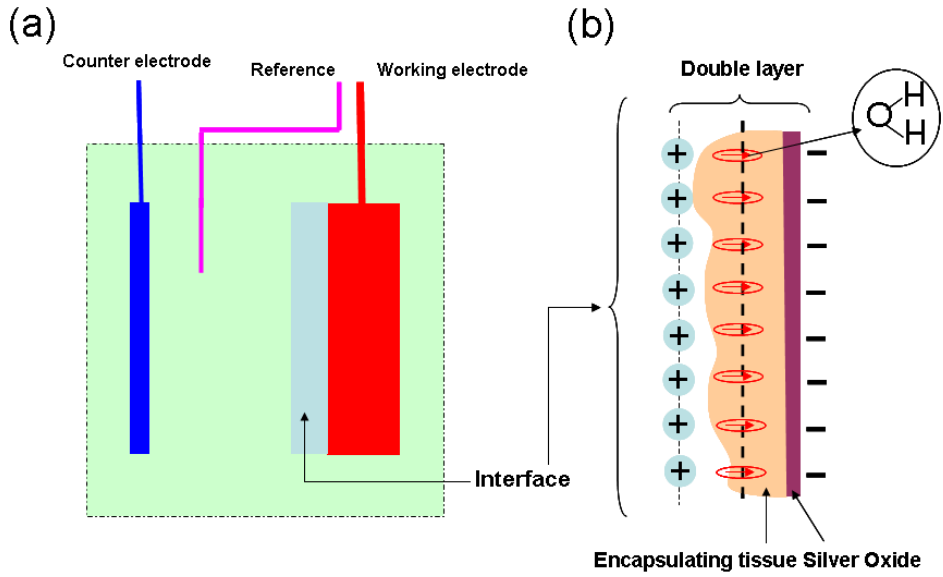 (a)
Counter electrode
Reference
Working electrode
Interface
(b)
Double layer
O H
H
+ −
+ −
+ −
+ −
+ −
+ −
+ −
+ −
Encapsulating tissue Silver Oxide